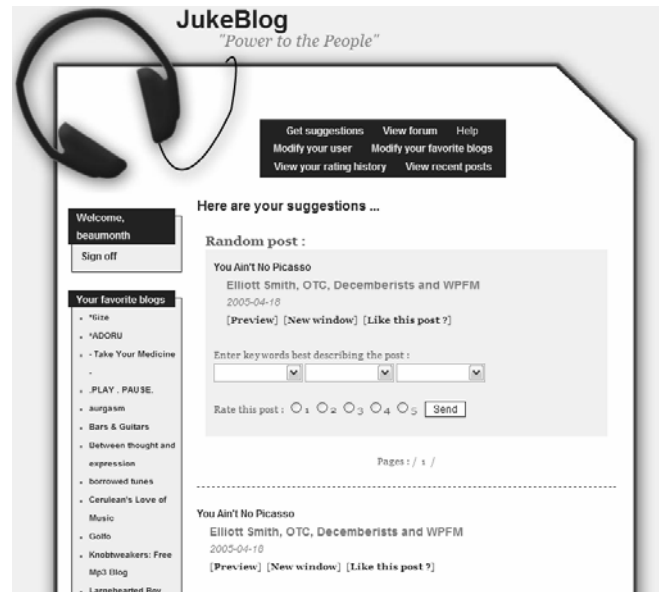 JukeBlog
"Power to the People"
Get suggestions View forum Help
Modify your user Modify your favorite blogs
View your rating history View recent posts
Welcome,
beaumonth
Sign off
Your favorite blogs
*Sixe
*ADORU
- Take Your Medicine
-
.PLAY . PAUSE.
aurgasm
Bars & Guitars
Between thought and
expression
borrowed tunes
Cerulean's Love of
Music
Golfo
Knobtweakers: Free
Mp3 Blog
Largehearted Boy
Here are your suggestions ...
Random post :
You Ain't No Picasso
Elliott Smith, OTC, Decemberists and WPFM
2005-04-18
[Preview] [New window] [Like this post ?]
Enter keywords best describing the post :
Rate this post : 1 2 3 4 5 Send
Pages : / 1 /
You Ain't No Picasso
Elliott Smith, OTC, Decemberists and WPFM
2005-04-18
[Preview] [New window] [Like this post ?]